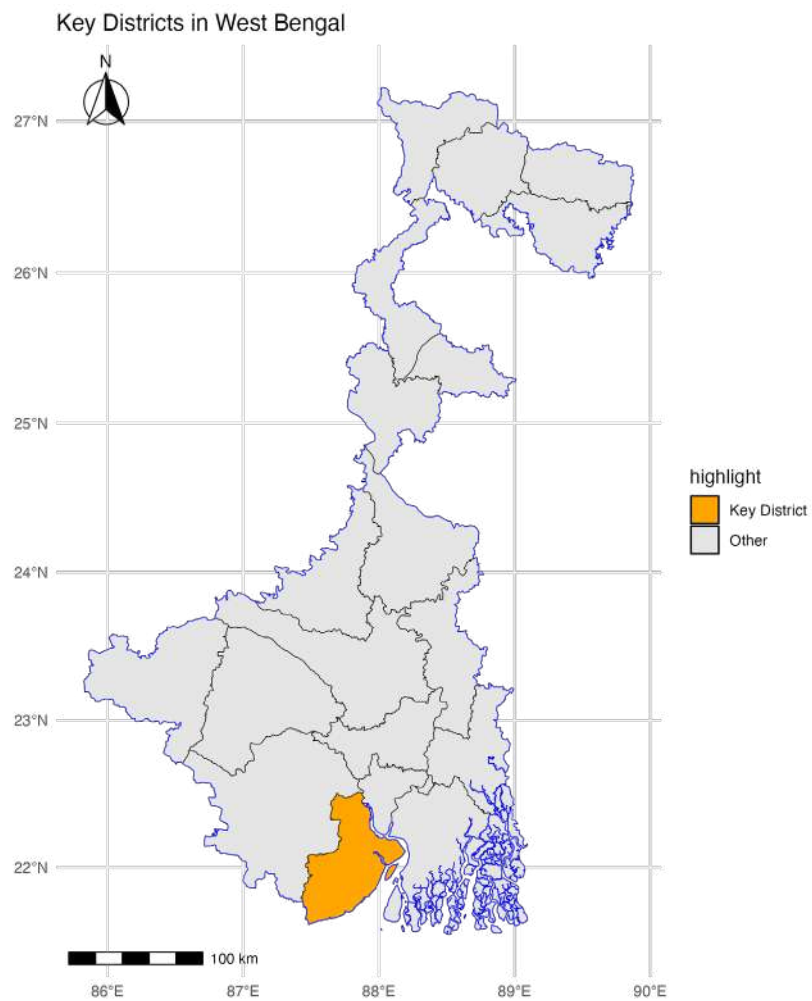 Key Districts in West Bengal
N
27°N
26°N
25°N
24°N
23°N
22°N
highlight
Key District
Other
100 km
86°E 87°E 88°E 89°E 90°E